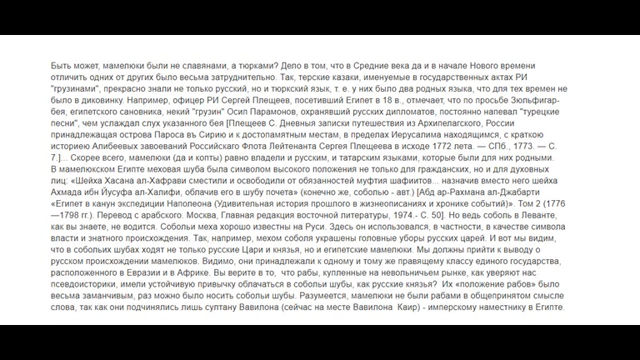 Быть может, мамелюки были не славянами, а тюрками? Дело в том, что в Средние века да и в начале Нового времени
отличить одних от других было весьма затруднительно. Так, терские казаки, именуемые в государственных актах РИ
"грузинами", прекрасно знали не только русский, но и тюркский язык, т. е. у них было два родных языка, что для тех времен не
было в диковинку. Например, офицер РИ Сергей Плещеев, посетивший Египет в 18 в., отмечает, что по просьбе Зюльфигар-
бея, египетского сановника, некий "грузин" Осип Парамонов, охранявший русских дипломатов, постоянно напевал "турецкие
песни", чем услаждал слух указанного бея [Плещеев С. Дневныя записки путешествия из Архипелагскаго, России
принадлежащая острова Пароса въ Сирию и к достопамятным местам, в пределах Иерусалима находящимся, с краткою
историею Алибеевых завоеваний Российскаго Флота Лейтенанта Сергея Плещеева в исходе 1772 лета. — СПб., 1773. — С.
7.]... Скорее всего, мамелюки (да и копты) равно владели и русским, и татарскими языками, которые были для них родными.
В мамелюкском Египте меховая шуба была символом высокого положения не только для гражданских, но и для духовных
лиц: «Шейха Хасана ал-Хафрави сместили и освободили от обязанностей муфтия шафиитов... назначив вместо него шейха
Ахмада ибн Йусуфа ал-Халифи, облачив его в шубу почета» (конечно же, соболью - авт.) [Абд ар-Рахмана ал-Джабарти
«Египет в канун экспедиции Наполеона (Удивительная история прошлого в жизнеописаниях и хронике событий)». Том 2 (1776
—1798 гг.). Перевод с арабского. Москва, Главная редакция восточной литературы, 1974.- С. 50]. Но ведь соболь в Леванте,
как вы знаете, не водится. Соболья меха хорошо известны на Руси. Здесь он использовался, в частности, в качестве символа
власти и знатного происхождения. Так, например, мехом соболя украшены головные уборы русских царей. И вот мы видим,
что в собольих шубах ходят не только русские Цари и князья, но и египетские мамелюки. Мы должны прийти к выводу о
русском происхождении мамелюков. Видимо, они принадлежали к одному и тому же правящему классу единого государства,
расположенного в Евразии и в Африке. Вы верите в то, что рабы, купленные на невольничьем рынке, как уверяют нас
псевдоисторики, имели устойчивую привычку облачаться в собольи шубы, как русские князья? Их «положение рабов» было
весьма заманчивым, раз можно было носить собольи шубы. Разумеется, мамелюки не были рабами в общепринятом смысле
слова, так как они подчинялись лишь султану Вавилона (сейчас на месте Вавилона Каир) - имперскому наместнику в Египте.